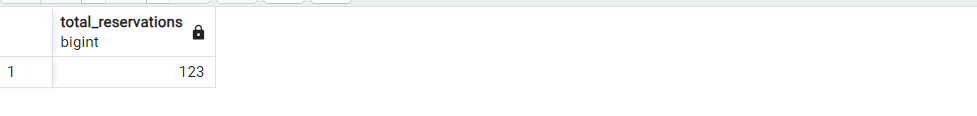 total_reservations
bigint
1 123